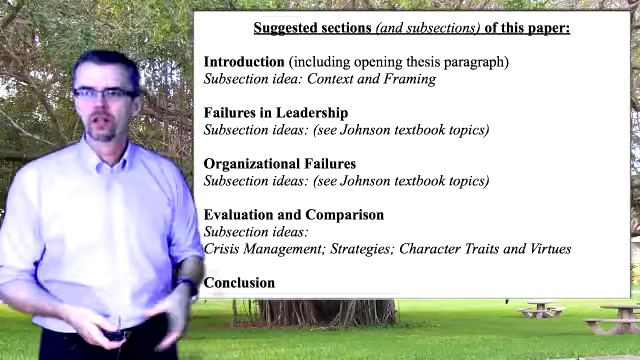 Suggested sections (and subsections) of this paper:
Introduction (including opening thesis paragraph)
Subsection idea: Context and Framing
Failures in Leadership
Subsection ideas: (see Johnson textbook topics)
Organizational Failures
Subsection ideas: (see Johnson textbook topics)
Evaluation and Comparison
Subsection ideas:
Crisis Management; Strategies; Character Traits and Virtues
Conclusion